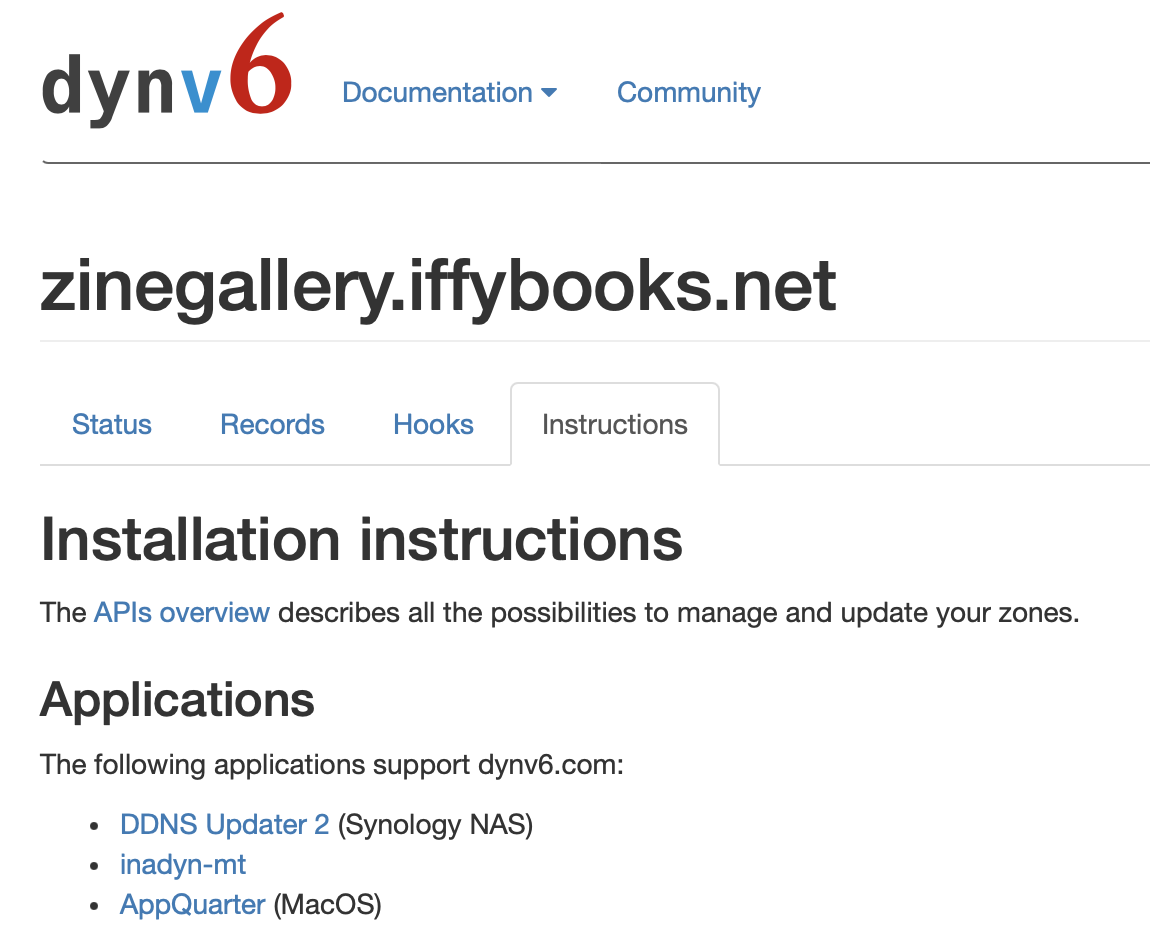 dynv6
Documentation
Community
zinegallery.iffybooks.net
Status
Records
Hooks
Instructions
Installation instructions
The APIs overview describes all the possibilities to manage and update your zones.
Applications
The following applications support dynv6.com:
DDNS Updater 2 (Synology NAS)
inadyn-mt
AppQuarter (MacOS)